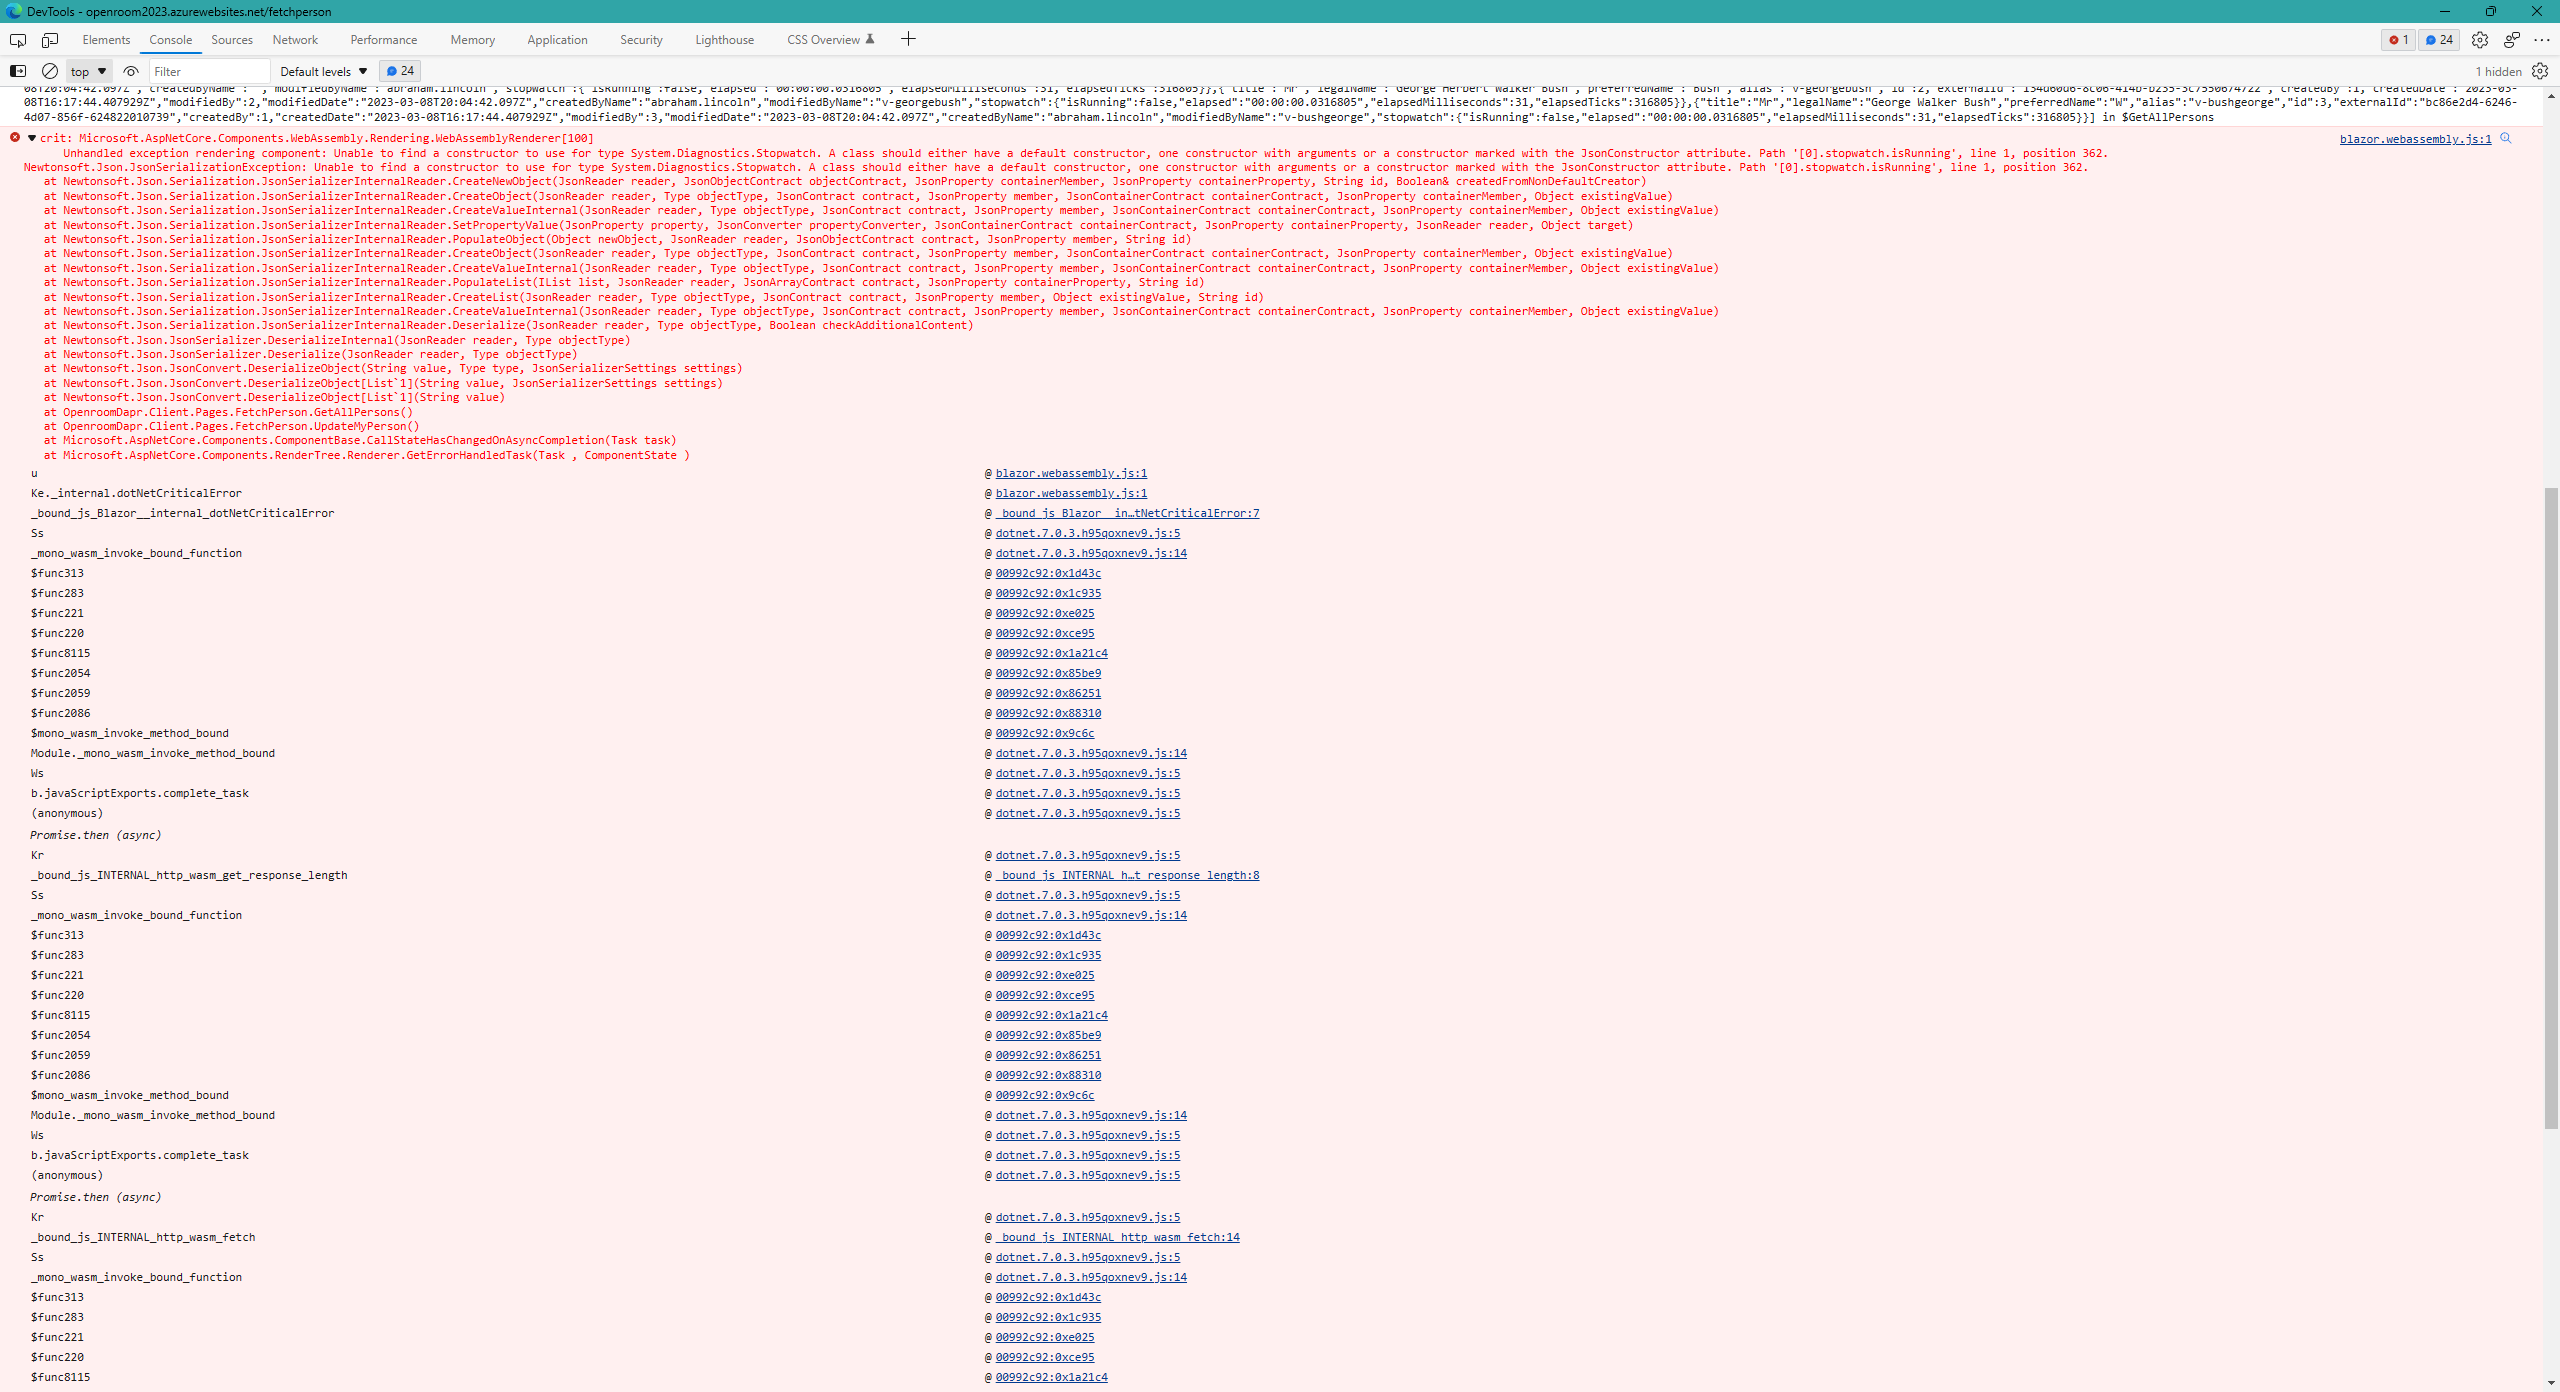 DevTools - openroom2023.azurewebsites.net/fetchperson
Elements Console Sources Network Performance Memory Application Security Lighthouse CSS Overview 1 24
top Filter Default levels 24 1 hidden
08T16:17:44.407929Z","modifiedBy":2,"modifiedDate":"2023-03-08T20:04:42.097Z","createdByName":"abraham.lincoln","modifiedByName":"v-georgebush","stopwatch":{"isRunning":false,"elapsed":"00:00:00.0316805","elapsedMilliseconds":31,"elapsedTicks":316805}},{"title":"Mr","legalName":"George Walker Bush","preferredName":"W","alias":"v-bushgeorge","id":3,"externalId":"bc86e2d4-6246-
4d07-856f-624822010739","createdBy":1,"createdDate":"2023-03-08T16:17:44.407929Z","modifiedBy":3,"modifiedDate":"2023-03-08T20:04:42.097Z","createdByName":"abraham.lincoln","modifiedByName":"v-bushgeorge","stopwatch":{"isRunning":false,"elapsed":"00:00:00.0316805","elapsedMilliseconds":31,"elapsedTicks":316805}}] in $GetAllPersons
crit: Microsoft.AspNetCore.Components.WebAssembly.Rendering.WebAssemblyRenderer[100] blazor.webassembly.js:1
Unhandled exception rendering component: Unable to find a constructor to use for type System.Diagnostics.Stopwatch. A class should either have a default constructor, one constructor with arguments or a constructor marked with the JsonConstructor attribute. Path '[0].stopwatch.isRunning', line 1, position 362.
Newtonsoft.Json.JsonSerializationException: Unable to find a constructor to use for type System.Diagnostics.Stopwatch. A class should either have a default constructor, one constructor with arguments or a constructor marked with the JsonConstructor attribute. Path '[0].stopwatch.isRunning', line 1, position 362.
at Newtonsoft.Json.Serialization.JsonSerializerInternalReader.CreateNewObject(JsonReader reader, JsonObjectContract objectContract, JsonProperty containerMember, JsonProperty containerProperty, String id, Boolean& createdFromNonDefaultCreator)
at Newtonsoft.Json.Serialization.JsonSerializerInternalReader.CreateObject(JsonReader reader, Type objectType, JsonContract contract, JsonProperty member, JsonContainerContract containerContract, JsonProperty containerMember, Object existingValue)
at Newtonsoft.Json.Serialization.JsonSerializerInternalReader.CreateValueInternal(JsonReader reader, Type objectType, JsonContract contract, JsonProperty member, JsonContainerContract containerContract, JsonProperty containerMember, Object existingValue)
at Newtonsoft.Json.Serialization.JsonSerializerInternalReader.SetPropertyValue(JsonProperty property, JsonConverter propertyConverter, JsonContainerContract containerContract, JsonProperty containerProperty, JsonReader reader, Object target)
at Newtonsoft.Json.Serialization.JsonSerializerInternalReader.PopulateObject(Object newObject, JsonReader reader, JsonObjectContract contract, JsonProperty member, String id)
at Newtonsoft.Json.Serialization.JsonSerializerInternalReader.CreateObject(JsonReader reader, Type objectType, JsonContract contract, JsonProperty member, JsonContainerContract containerContract, JsonProperty containerMember, Object existingValue)
at Newtonsoft.Json.Serialization.JsonSerializerInternalReader.CreateValueInternal(JsonReader reader, Type objectType, JsonContract contract, JsonProperty member, JsonContainerContract containerContract, JsonProperty containerMember, Object existingValue)
at Newtonsoft.Json.Serialization.JsonSerializerInternalReader.PopulateList(IList list, JsonReader reader, JsonArrayContract contract, JsonProperty containerProperty, String id)
at Newtonsoft.Json.Serialization.JsonSerializerInternalReader.CreateList(JsonReader reader, Type objectType, JsonContract contract, JsonProperty member, Object existingValue, String id)
at Newtonsoft.Json.Serialization.JsonSerializerInternalReader.CreateValueInternal(JsonReader reader, Type objectType, JsonContract contract, JsonProperty member, JsonContainerContract containerContract, JsonProperty containerMember, Object existingValue)
at Newtonsoft.Json.Serialization.JsonSerializerInternalReader.Deserialize(JsonReader reader, Type objectType, Boolean checkAdditionalContent)
at Newtonsoft.Json.JsonSerializer.DeserializeInternal(JsonReader reader, Type objectType)
at Newtonsoft.Json.JsonSerializer.Deserialize(JsonReader reader, Type objectType)
at Newtonsoft.Json.JsonConvert.DeserializeObject(String value, Type type, JsonSerializerSettings settings)
at Newtonsoft.Json.JsonConvert.DeserializeObject[List`1](String value, JsonSerializerSettings settings)
at Newtonsoft.Json.JsonConvert.DeserializeObject[List`1](String value)
at OpenroomDapr.Client.Pages.FetchPerson.GetAllPersons()
at OpenroomDapr.Client.Pages.FetchPerson.UpdateMyPerson()
at Microsoft.AspNetCore.Components.ComponentBase.CallStateHasChangedOnAsyncCompletion(Task task)
at Microsoft.AspNetCore.Components.RenderTree.Renderer.GetErrorHandledTask(Task , ComponentState )
u @ blazor.webassembly.js:1
Ke._internal.dotNetCriticalError @ blazor.webassembly.js:1
_bound_js_Blazor__internal_dotNetCriticalError @ _bound_js_Blazor__in…tNetCriticalError:7
Ss @ dotnet.7.0.3.h95qoxnev9.js:5
_mono_wasm_invoke_bound_function @ dotnet.7.0.3.h95qoxnev9.js:14
$func313 @ 00992c92:0x1d43c
$func283 @ 00992c92:0x1c935
$func221 @ 00992c92:0xe025
$func220 @ 00992c92:0xce95
$func8115 @ 00992c92:0x1a21c4
$func2054 @ 00992c92:0x85be9
$func2059 @ 00992c92:0x86251
$func2086 @ 00992c92:0x88310
$mono_wasm_invoke_method_bound @ 00992c92:0x9c6c
Module._mono_wasm_invoke_method_bound @ dotnet.7.0.3.h95qoxnev9.js:14
Ws @ dotnet.7.0.3.h95qoxnev9.js:5
b.javaScriptExports.complete_task @ dotnet.7.0.3.h95qoxnev9.js:5
(anonymous) @ dotnet.7.0.3.h95qoxnev9.js:5
Promise.then (async)
Kr @ dotnet.7.0.3.h95qoxnev9.js:5
_bound_js_INTERNAL_http_wasm_get_response_length @ _bound_js_INTERNAL_h…t_response_length:8
Ss @ dotnet.7.0.3.h95qoxnev9.js:5
_mono_wasm_invoke_bound_function @ dotnet.7.0.3.h95qoxnev9.js:14
$func313 @ 00992c92:0x1d43c
$func283 @ 00992c92:0x1c935
$func221 @ 00992c92:0xe025
$func220 @ 00992c92:0xce95
$func8115 @ 00992c92:0x1a21c4
$func2054 @ 00992c92:0x85be9
$func2059 @ 00992c92:0x86251
$func2086 @ 00992c92:0x88310
$mono_wasm_invoke_method_bound @ 00992c92:0x9c6c
Module._mono_wasm_invoke_method_bound @ dotnet.7.0.3.h95qoxnev9.js:14
Ws @ dotnet.7.0.3.h95qoxnev9.js:5
b.javaScriptExports.complete_task @ dotnet.7.0.3.h95qoxnev9.js:5
(anonymous) @ dotnet.7.0.3.h95qoxnev9.js:5
Promise.then (async)
Kr @ dotnet.7.0.3.h95qoxnev9.js:5
_bound_js_INTERNAL_http_wasm_fetch @ _bound_js_INTERNAL_http_wasm_fetch:14
Ss @ dotnet.7.0.3.h95qoxnev9.js:5
_mono_wasm_invoke_bound_function @ dotnet.7.0.3.h95qoxnev9.js:14
$func313 @ 00992c92:0x1d43c
$func283 @ 00992c92:0x1c935
$func221 @ 00992c92:0xe025
$func220 @ 00992c92:0xce95
$func8115 @ 00992c92:0x1a21c4